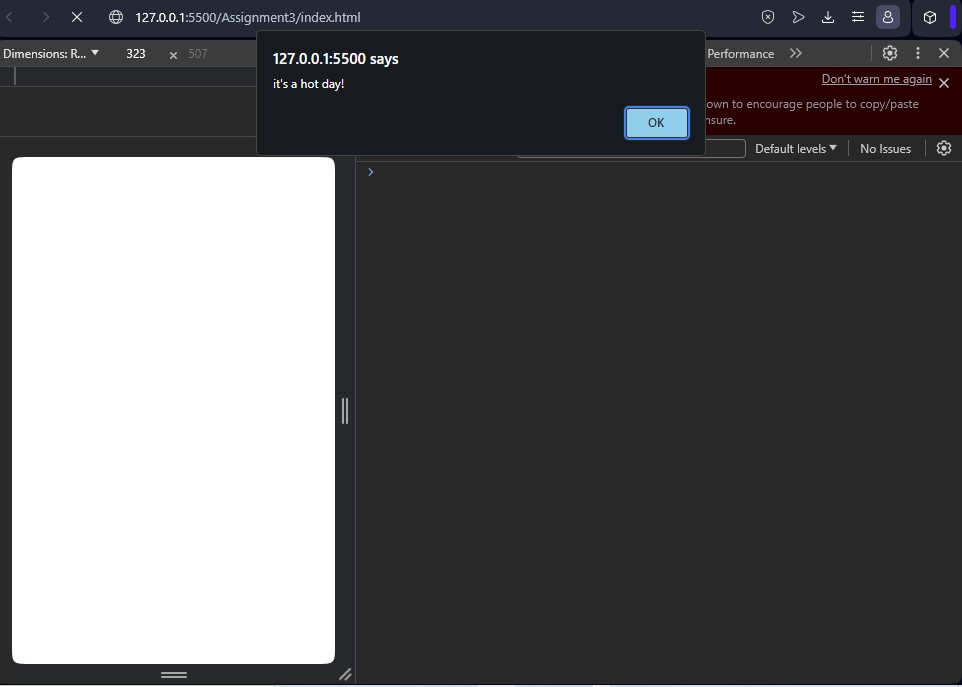 127.0.0.1:5500/Assignment3/index.html
Dimensions: R... 323 × 507
127.0.0.1:5500 says
it's a hot day!
OK
Performance
Don't warn me again
own to encourage people to copy/paste
Default levels
No Issues